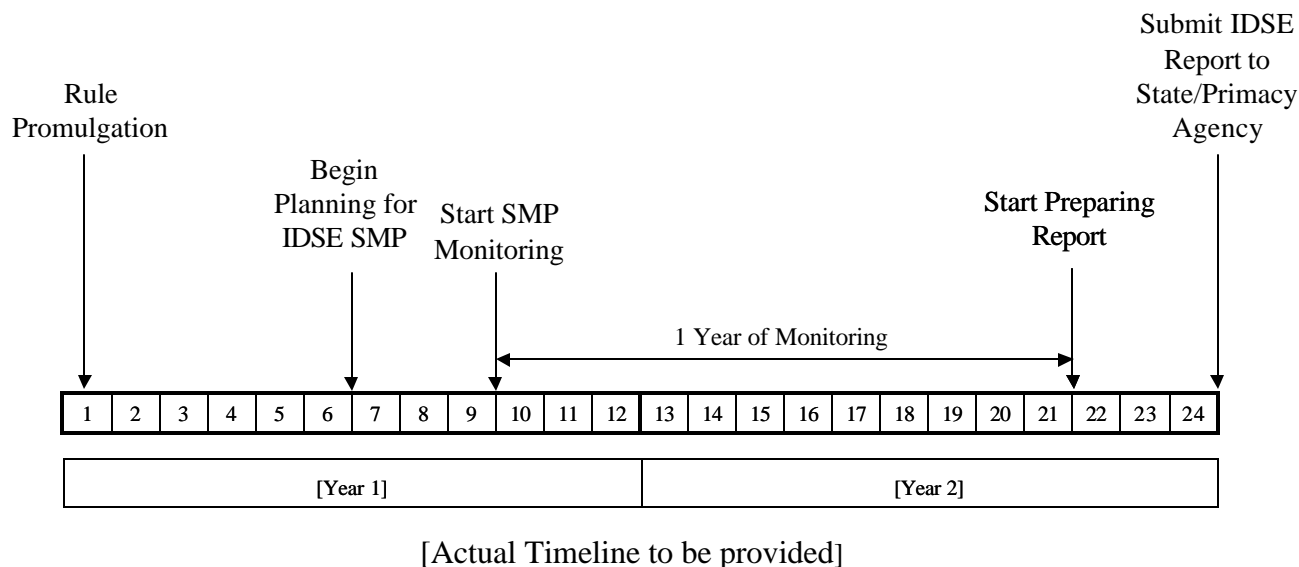 Submit IDSE
Report to
State/Primacy
Agency
Rule
Promulgation
Begin
Planning for
IDSE SMP
Start SMP
Monitoring
Start Preparing
Report
1 Year of Monitoring
1 2 3 4 5 6 7 8 9 10 11 12 13 14 15 16 17 18 19 20 21 22 23 24
[Year 1] [Year 2]
[Actual Timeline to be provided]